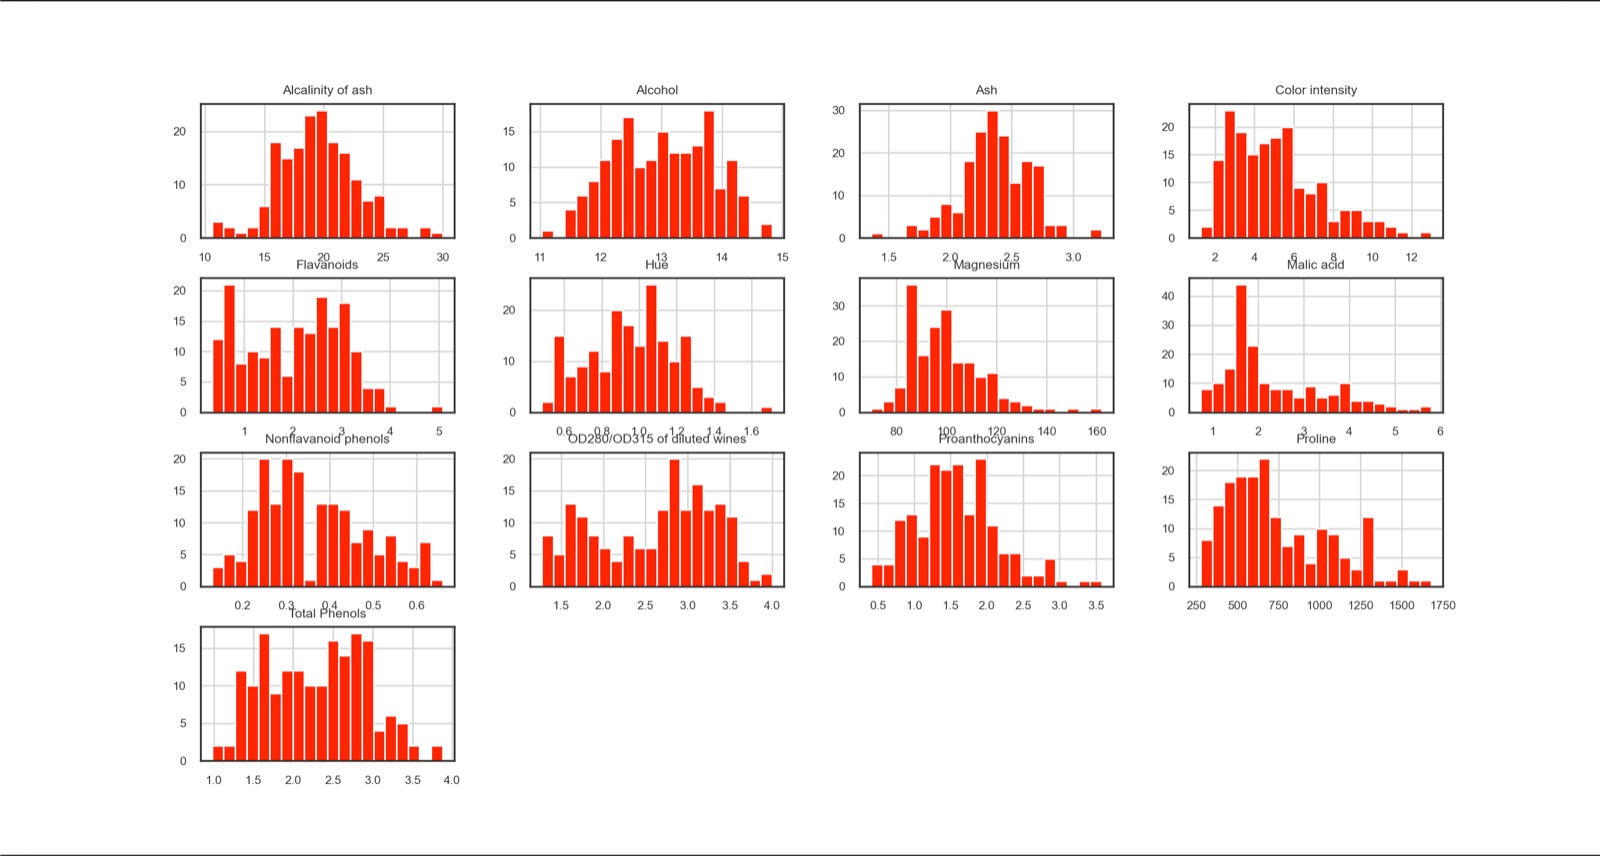 Alcalinity of ash
20
10
0
10 15 20 25 30
Alcohol
15
10
5
0
11 12 13 14 15
Ash
30
20
10
0
1.5 2.0 2.5 3.0
Color intensity
20
15
10
5
0
2 4 6 8 10 12
Flavanoids
20
15
10
5
0
1 2 3 4 5
Hue
20
10
0
0.6 0.8 1.0 1.2 1.4 1.6
Magnesium
30
20
10
0
80 100 120 140 160
Malic acid
40
30
20
10
0
1 2 3 4 5 6
Nonflavanoid phenols
20
15
10
5
0
0.2 0.3 0.4 0.5 0.6
OD280/OD315 of diluted wines
20
15
10
5
0
1.5 2.0 2.5 3.0 3.5 4.0
Proanthocyanins
20
15
10
5
0
0.5 1.0 1.5 2.0 2.5 3.0 3.5
Proline
20
15
10
5
0
250 500 750 1000 1250 1500 1750
Total Phenols
15
10
5
0
1.0 1.5 2.0 2.5 3.0 3.5 4.0